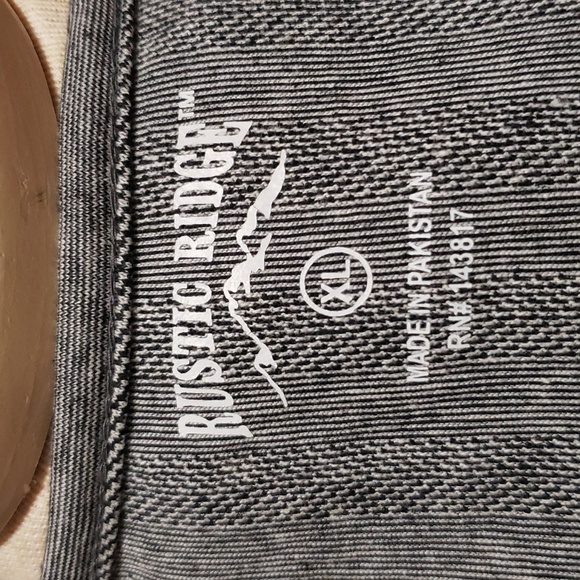 RUSTIC RIDGE™
XL
MADE IN PAKISTAN
RN# 143817